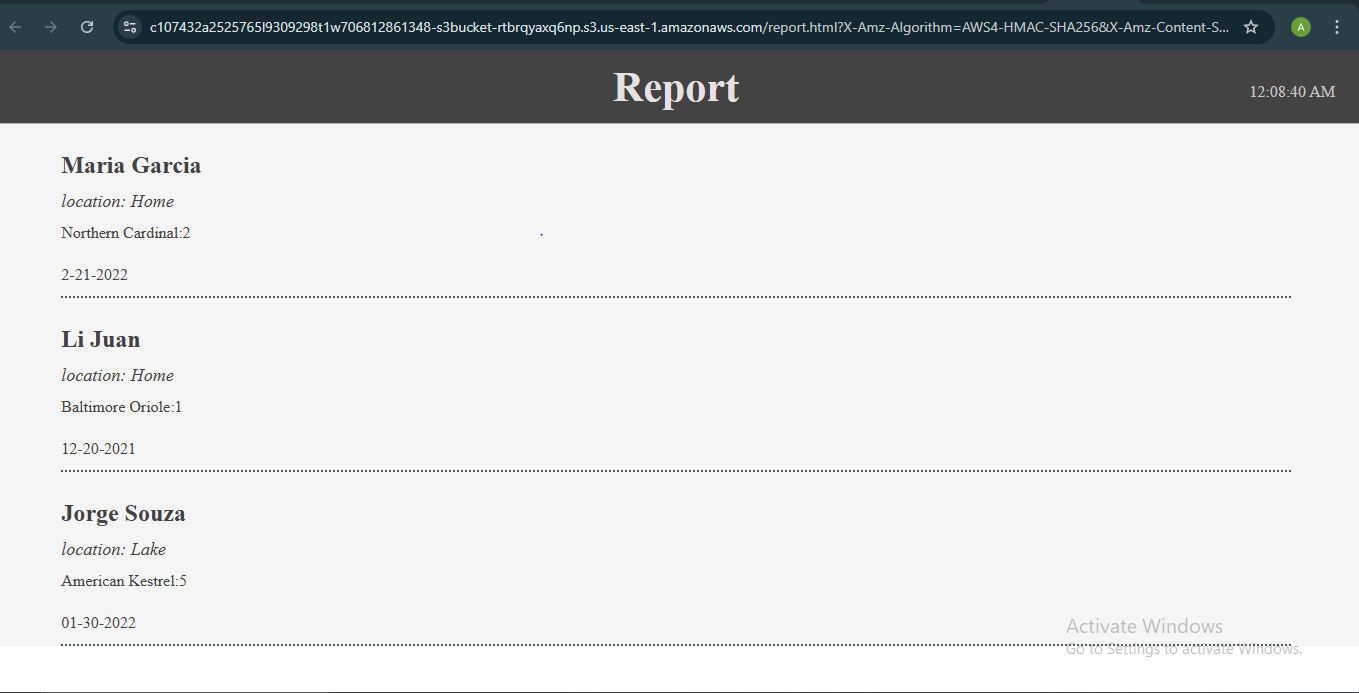 c107432a2525765l9309298t1w706812861348-s3bucket-rtbrqyaxq6np.s3.us-east-1.amazonaws.com/report.html?X-Amz-Algorithm=AWS4-HMAC-SHA256&X-Amz-Content-S...
A
Report
12:08:40 AM
Maria Garcia
location: Home
Northern Cardinal:2
2-21-2022
Li Juan
location: Home
Baltimore Oriole:1
12-20-2021
Jorge Souza
location: Lake
American Kestrel:5
01-30-2022
Activate Windows
Go to Settings to activate Windows.